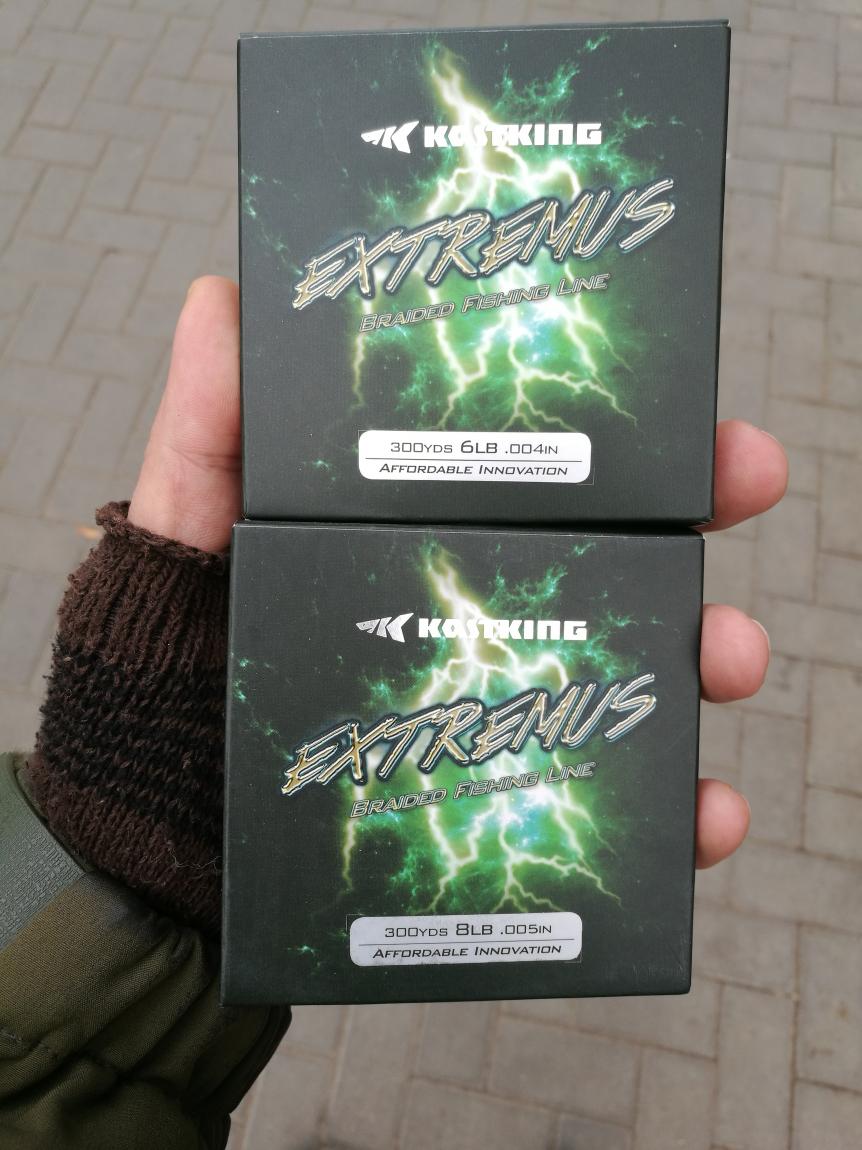 KASTKING
EXTREMUS
BRAIDED FISHING LINE
300YDS 6LB .004IN
AFFORDABLE INNOVATION
KASTKING
EXTREMUS
BRAIDED FISHING LINE
300YDS 8LB .005IN
AFFORDABLE INNOVATION